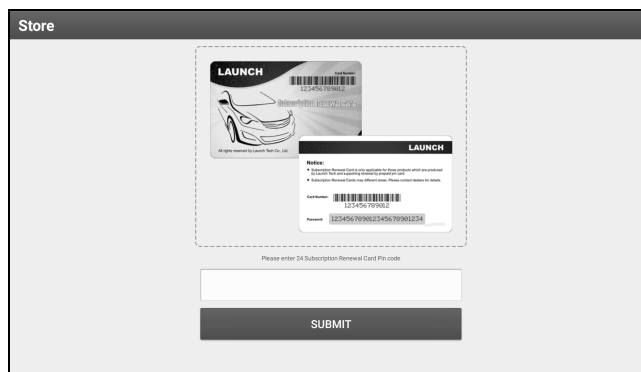 Store
LAUNCH
Card Number
123456789012
Subscription Renewal Card
All rights reserved by Launch Tech Co., Ltd.
LAUNCH
Notice:
Subscription Renewal Card is only applicable for those products which are produced
by Launch Tech and supporting renewal by prepaid pin card.
Subscription Renewal Cards may different areas. Please contact dealers for details.
Card Number
123456789012
Password
123456789012345678901234
Please enter 24 Subscription Renewal Card Pin code
SUBMIT